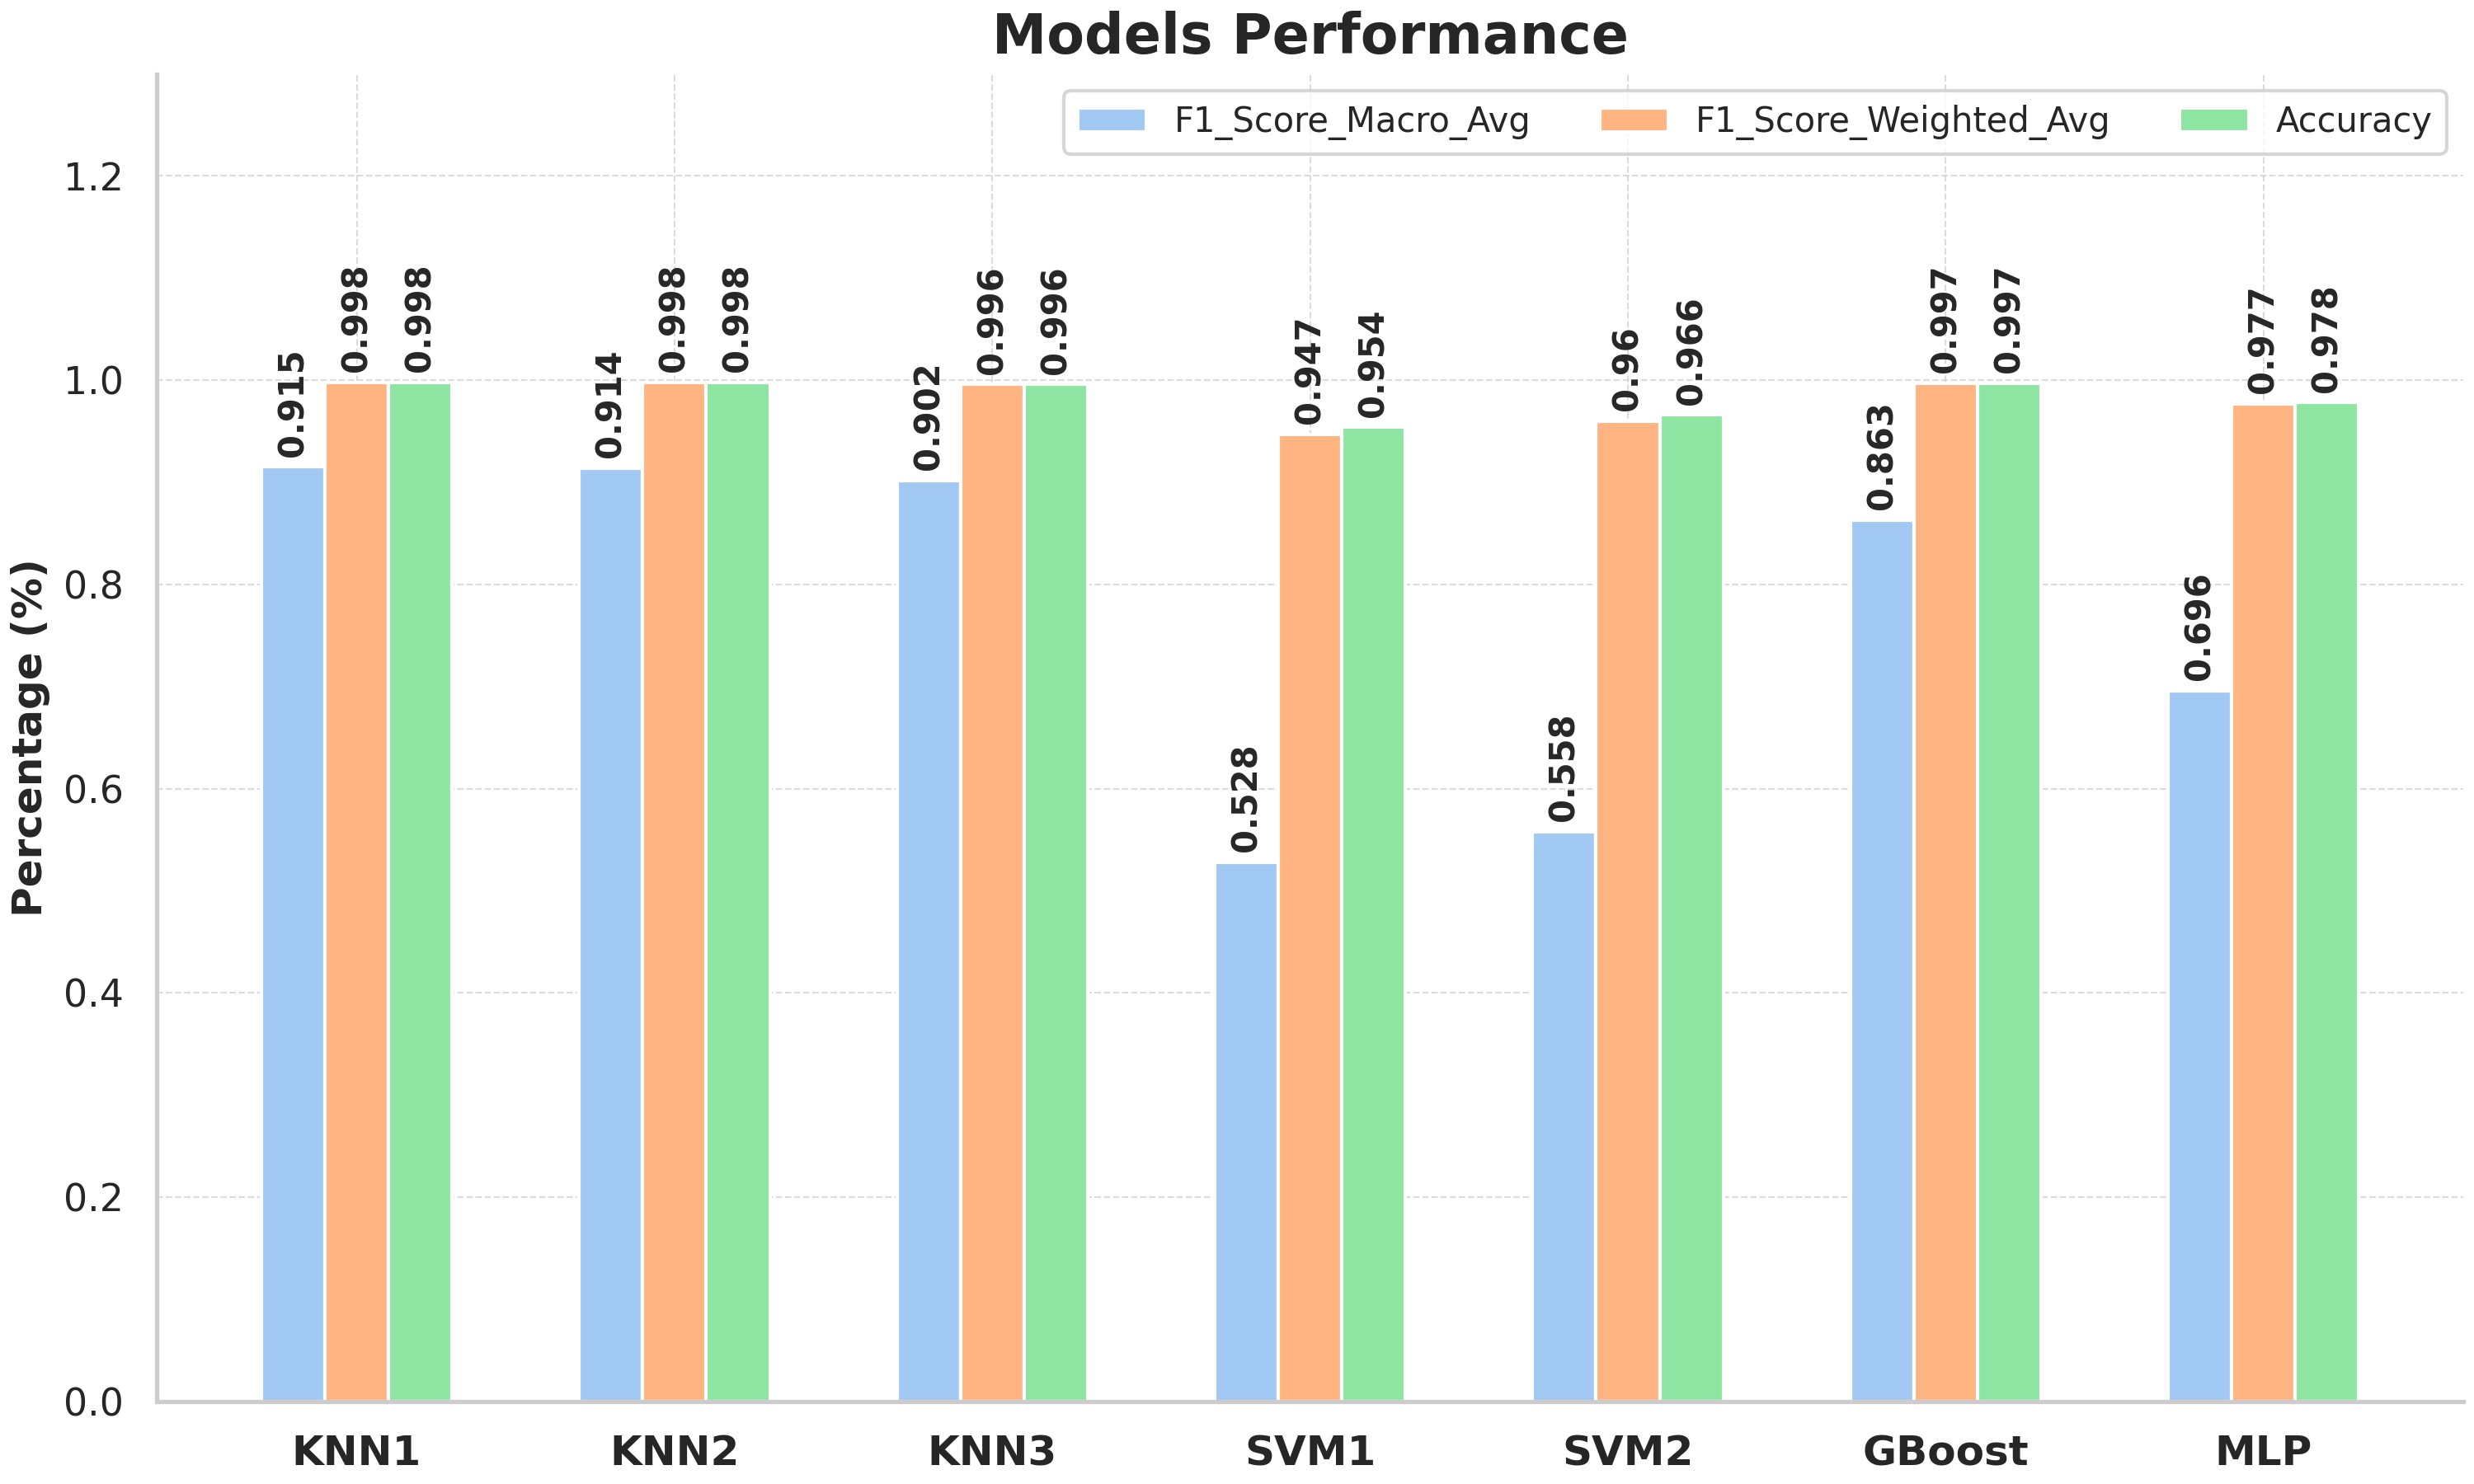 Models Performance
F1_Score_Macro_Avg F1_Score_Weighted_Avg Accuracy
Percentage (%)
1.2
1.0
0.8
0.6
0.4
0.2
0.0
0.915 0.998 0.998
0.914 0.998 0.998
0.902 0.996 0.996
0.528 0.947 0.954
0.558 0.96 0.966
0.863 0.997 0.997
0.696 0.977 0.978
KNN1 KNN2 KNN3 SVM1 SVM2 GBoost MLP